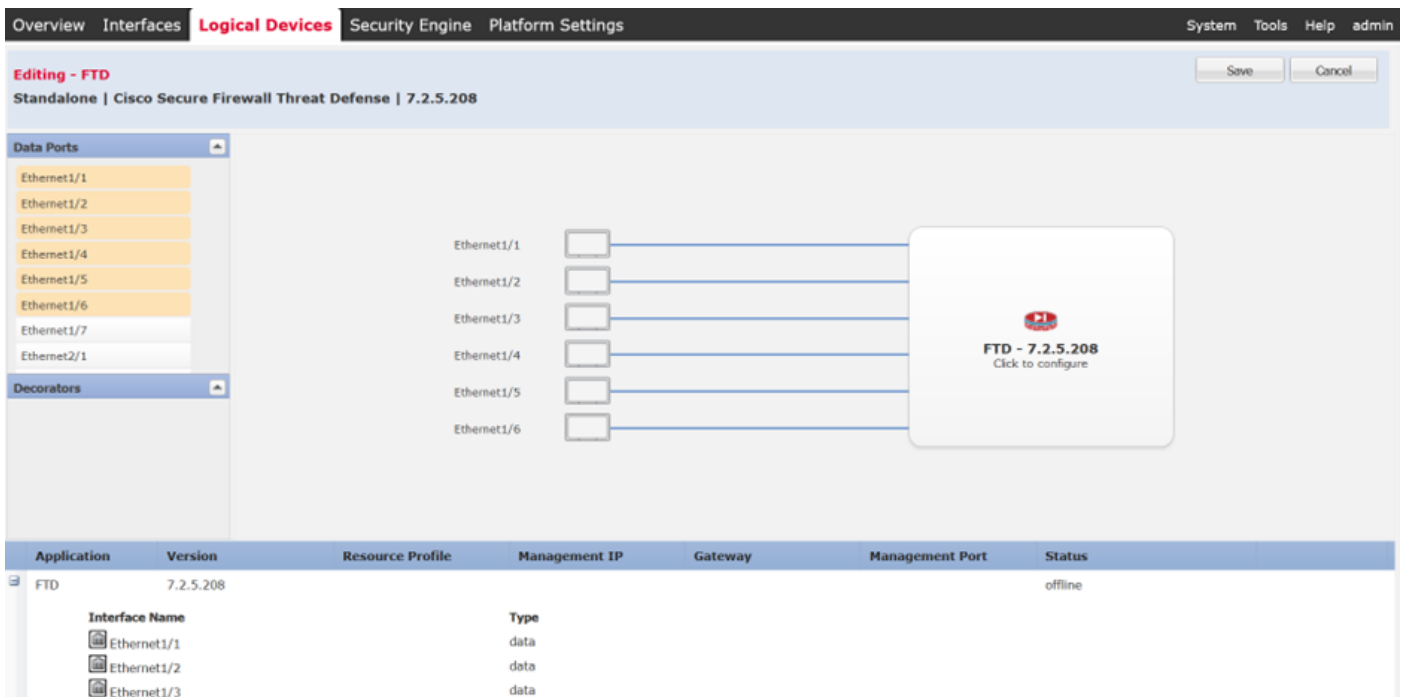 Overview Interfaces Logical Devices Security Engine Platform Settings System Tools Help admin
Editing - FTD
Save Cancel
Standalone | Cisco Secure Firewall Threat Defense | 7.2.5.208
Data Ports
Ethernet1/1
Ethernet1/2
Ethernet1/3
Ethernet1/4
Ethernet1/5
Ethernet1/6
Ethernet1/7
Ethernet2/1
Decorators
Ethernet1/1
Ethernet1/2
Ethernet1/3
Ethernet1/4
Ethernet1/5
Ethernet1/6
FTD - 7.2.5.208
Click to configure
Application Version Resource Profile Management IP Gateway Management Port Status
FTD 7.2.5.208 offline
Interface Name Type
Ethernet1/1 data
Ethernet1/2 data
Ethernet1/3 data